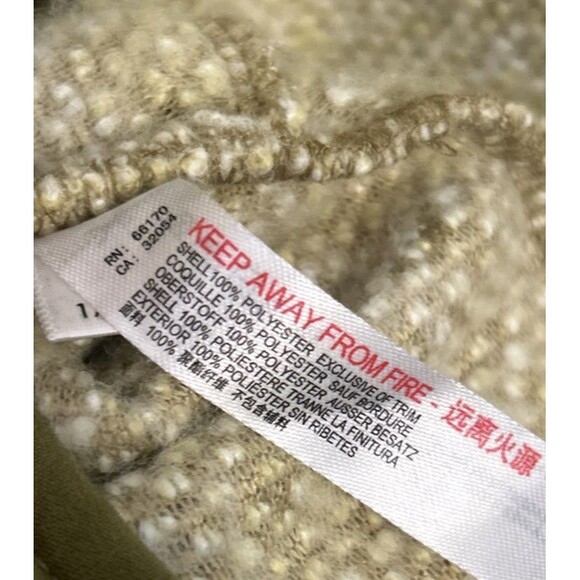 RN: 66170
CA: 32054
KEEP AWAY FROM FIRE - 远离火源
SHELL100% POLYESTER, EXCLUSIVE OF TRIM
COQUILLE 100% POLYESTER SAUF BORDURE
OBERSTOFF 100% POLYESTER AUSSER BESATZ
SHELL 100% POLIESTERE TRANNE LA FINITURA
EXTERIOR 100% POLIÉSTER SIN RIBETES
面料 100% 聚酯纤维 不包含辅料